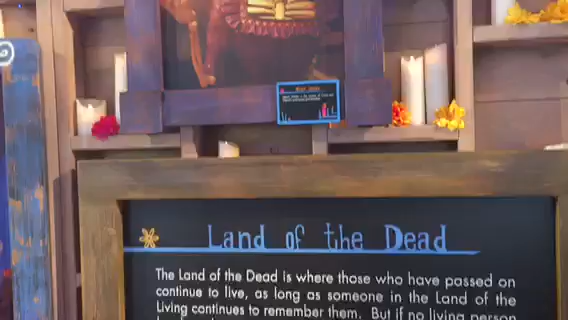 Land of the Dead
The Land of the Dead is where those who have passed on
continue to live, as long as someone in the Land of the
Living continues to remember them. But if no living person